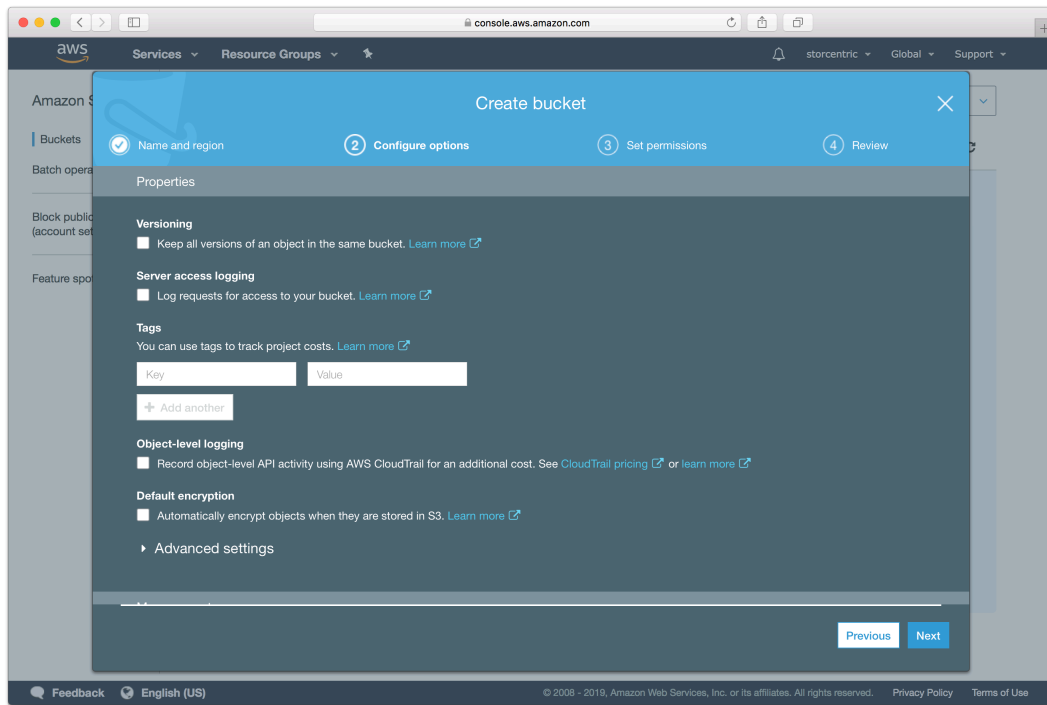 console.aws.amazon.com
aws
Services
Resource Groups
storcentric
Global
Support
Amazon S
Create bucket
Buckets
Name and region
2 Configure options
3 Set permissions
4 Review
Batch opera
Properties
Block public
(account set
Versioning
Keep all versions of an object in the same bucket. Learn more
Feature spo
Server access logging
Log requests for access to your bucket. Learn more
Tags
You can use tags to track project costs. Learn more
Key
Value
Add another
Object-level logging
Record object-level API activity using AWS CloudTrail for an additional cost. See CloudTrail pricing or learn more
Default encryption
Automatically encrypt objects when they are stored in S3. Learn more
Advanced settings
Previous
Next
Feedback
English (US)
© 2008 - 2019, Amazon Web Services, Inc. or its affiliates. All rights reserved.
Privacy Policy
Terms of Use